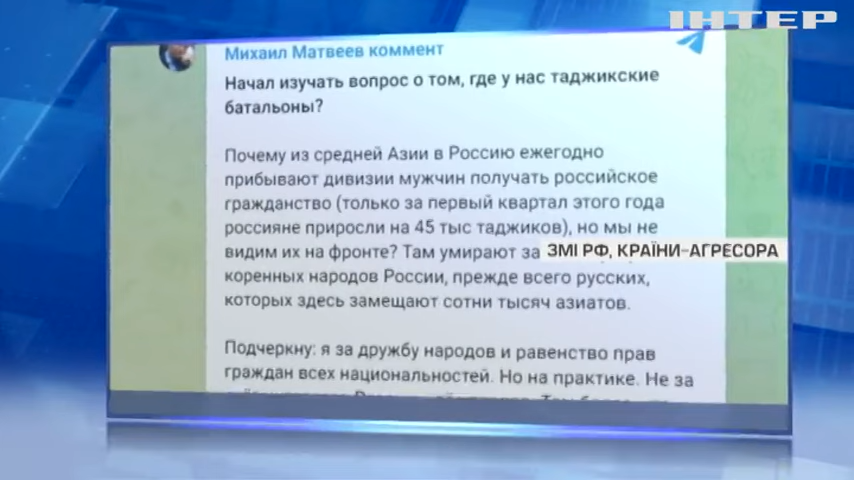 ІНТЕР
Михаил Матвеев коммент
Начал изучать вопрос о том, где у нас таджикские
батальоны?
Почему из средней Азии в Россию ежегодно
прибывают дивизии мужчин получать российское
гражданство (только за первый квартал этого года
россияне приросли на 45 тыс таджиков), но мы не
видим их на фронте? Там умирают за
ЗМІ РФ, КРАЇНИ-АГРЕСОРА
коренных народов России, прежде всего русских,
которых здесь замещают сотни тысяч азиатов.
Подчеркну: я за дружбу народов и равенство прав
граждан всех национальностей. Но на практике. Не за